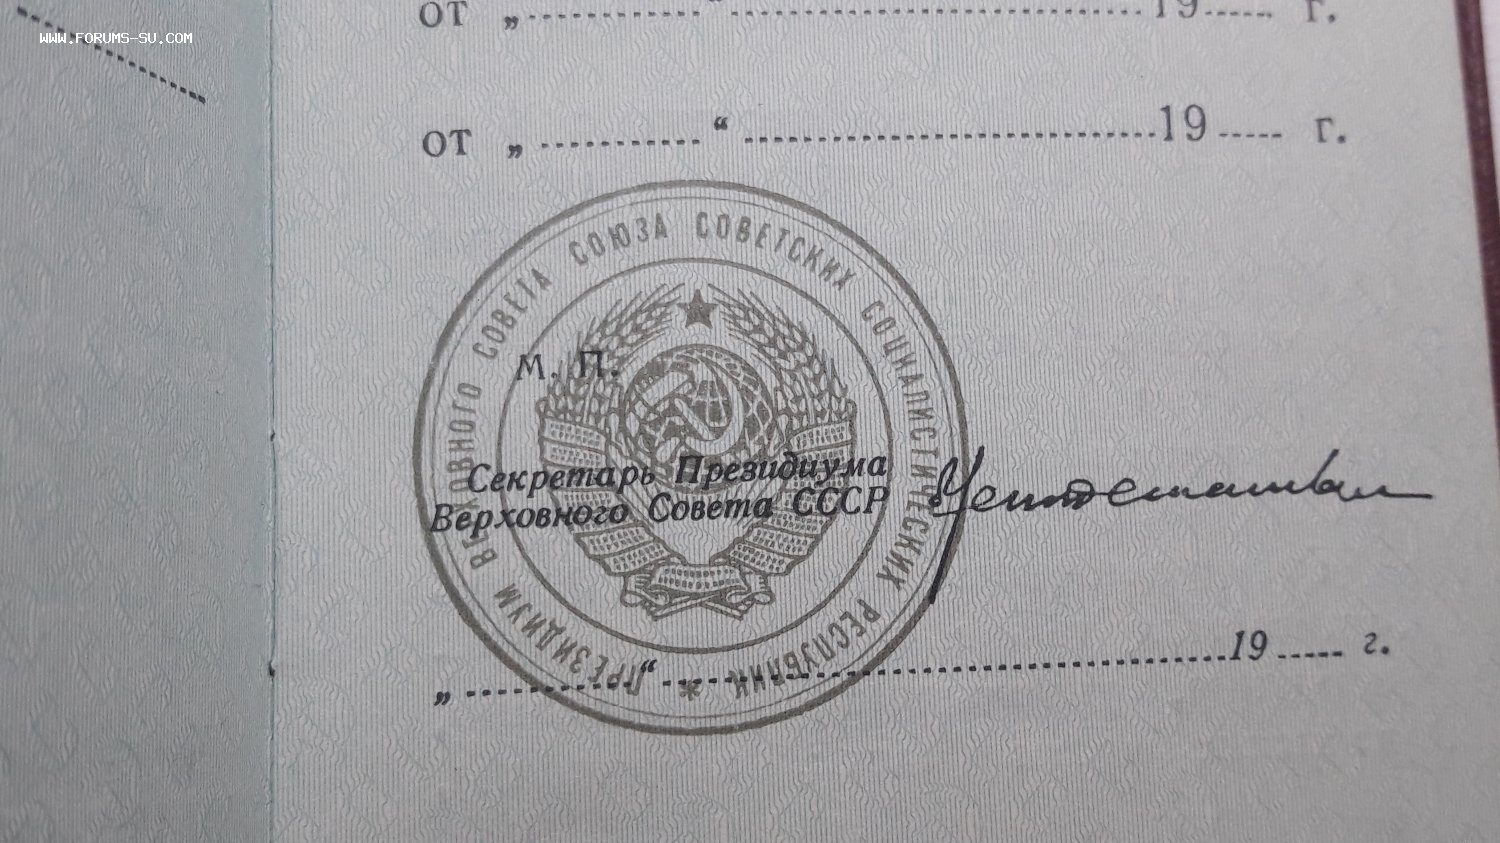 WWW.FORUMS-SU.COM
от „ “ 19 г.
от „ “ 19 г.
ПРЕЗИДИУМ ВЕРХОВНОГО СОВЕТА СОЮЗА СОВЕТСКИХ СОЦИАЛИСТИЧЕСКИХ РЕСПУБЛИК *
М. П.
Секретарь Президиума
Верховного Совета СССР
„ “ 19 г.